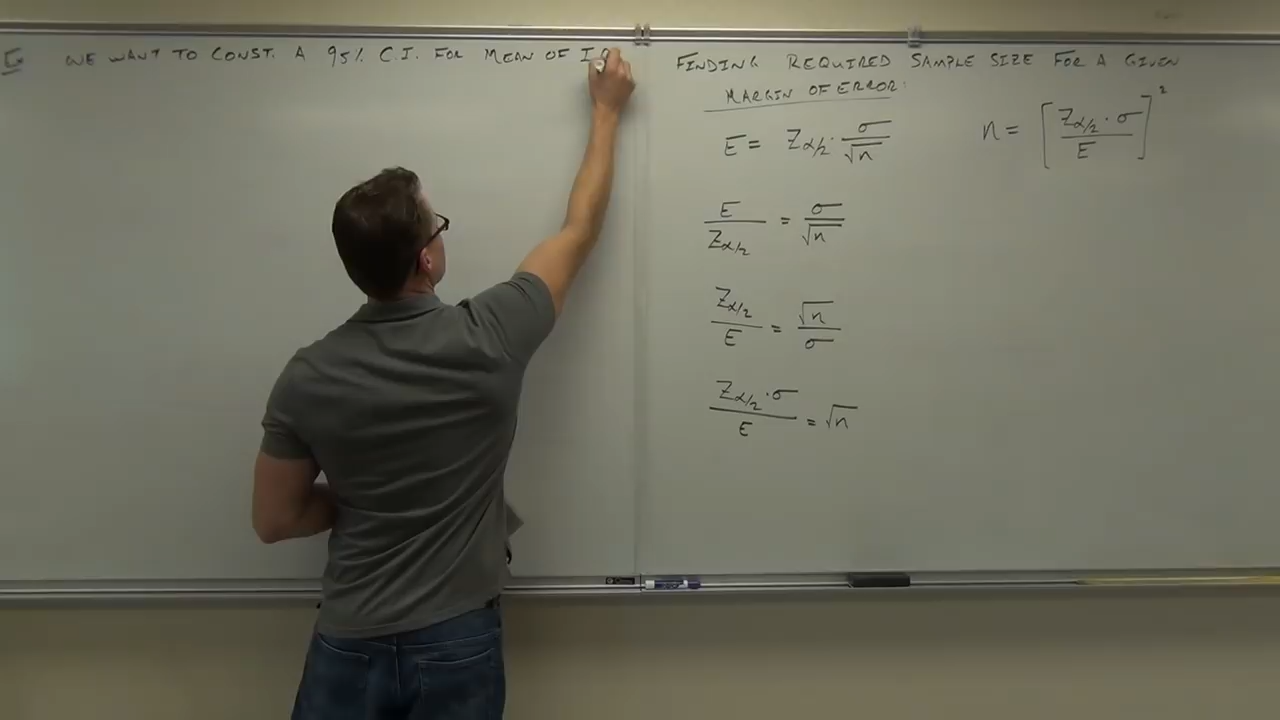 Ex WE WANT TO CONST. A 95% C.I. FOR MEAN OF I
FINDING REQUIRED SAMPLE SIZE FOR A GIVEN
MARGIN OF ERROR:
E = Zα/2 · σ/√n
n = [Zα/2 · σ / E]²
E/Zα/2 = σ/√n
Zα/2/E = √n/σ
Zα/2 · σ / E = √n